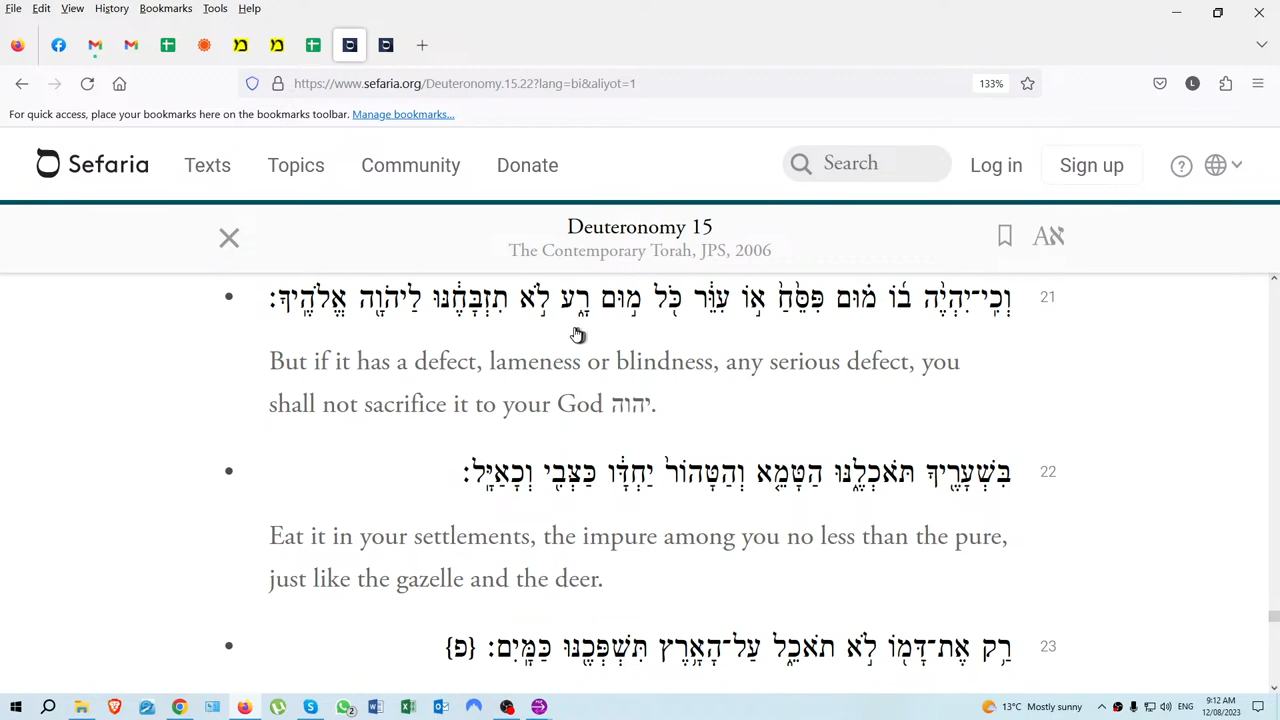 File Edit View History Bookmarks Tools Help
https://www.sefaria.org/Deuteronomy.15.22?lang=bi&aliyot=1 133%
For quick access, place your bookmarks here on the bookmarks toolbar. Manage bookmarks...
Sefaria Texts Topics Community Donate Search Log in Sign up
Deuteronomy 15
The Contemporary Torah, JPS, 2006
21 וְכִֽי־יִהְיֶ֨ה ב֜וֹ מ֗וּם פִּסֵּ֙חַ֙ א֣וֹ עִוֵּ֔ר כֹּ֖ל מ֣וּם רָ֑ע לֹ֣א תִזְבָּחֶ֔נּוּ לַיהֹוָ֖ה אֱלֹהֶֽיךָ׃
But if it has a defect, lameness or blindness, any serious defect, you
shall not sacrifice it to your God יהוה.
22 בִּשְׁעָרֶ֖יךָ תֹּאכְלֶ֑נּוּ הַטָּמֵ֤א וְהַטָּהוֹר֙ יַחְדָּ֔ו כַּצְּבִ֖י וְכָאַיָּֽל׃
Eat it in your settlements, the impure among you no less than the pure,
just like the gazelle and the deer.
23 רַ֥ק אֶת־דָּמ֖וֹ לֹ֣א תֹאכֵ֑ל עַל־הָאָ֥רֶץ תִּשְׁפְּכֶ֖נּוּ כַּמָּֽיִם׃ {פ}
13°C Mostly sunny ENG 9:12 AM
12/08/2023